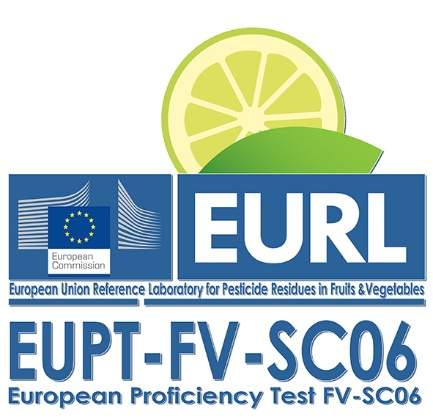 European
Commission
EURL
European Union Reference Laboratory for Pesticide Residues in Fruits &Vegetables
EUPT-FV-SC06
European Proficiency Test FV-SC06